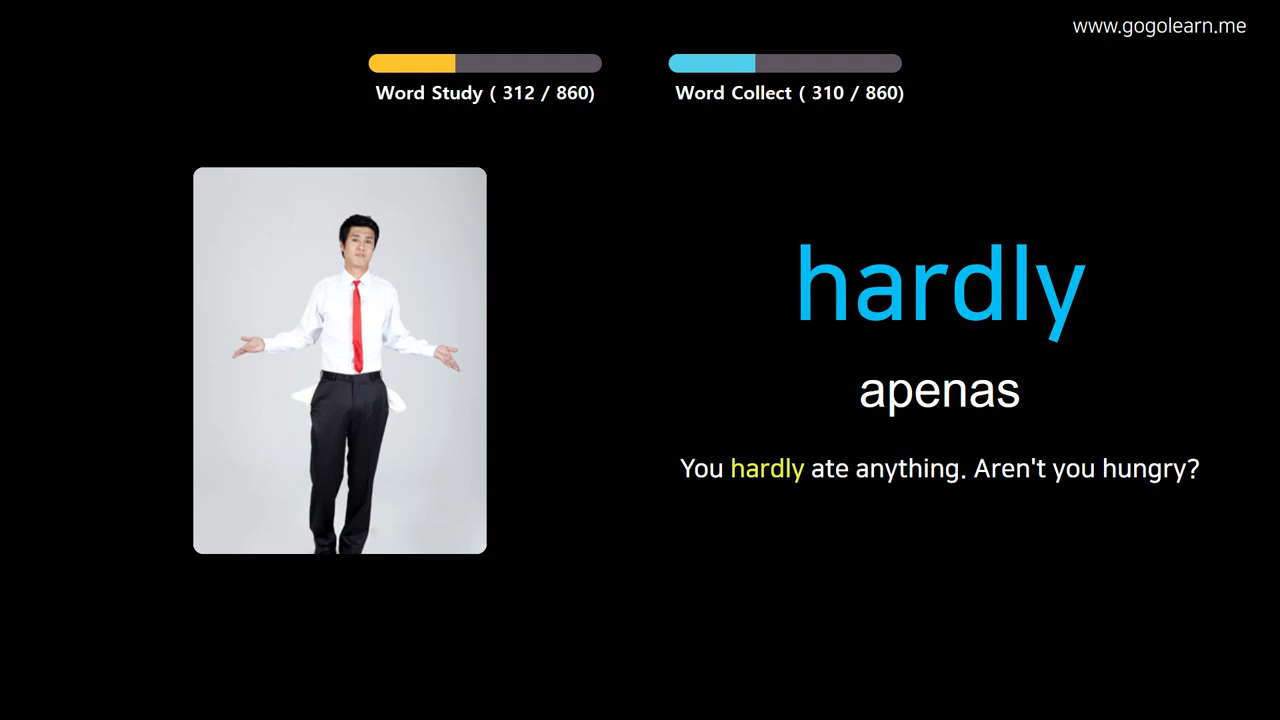 www.gogolearn.me
Word Study ( 312 / 860)
Word Collect ( 310 / 860)
hardly
apenas
You hardly ate anything. Aren't you hungry?